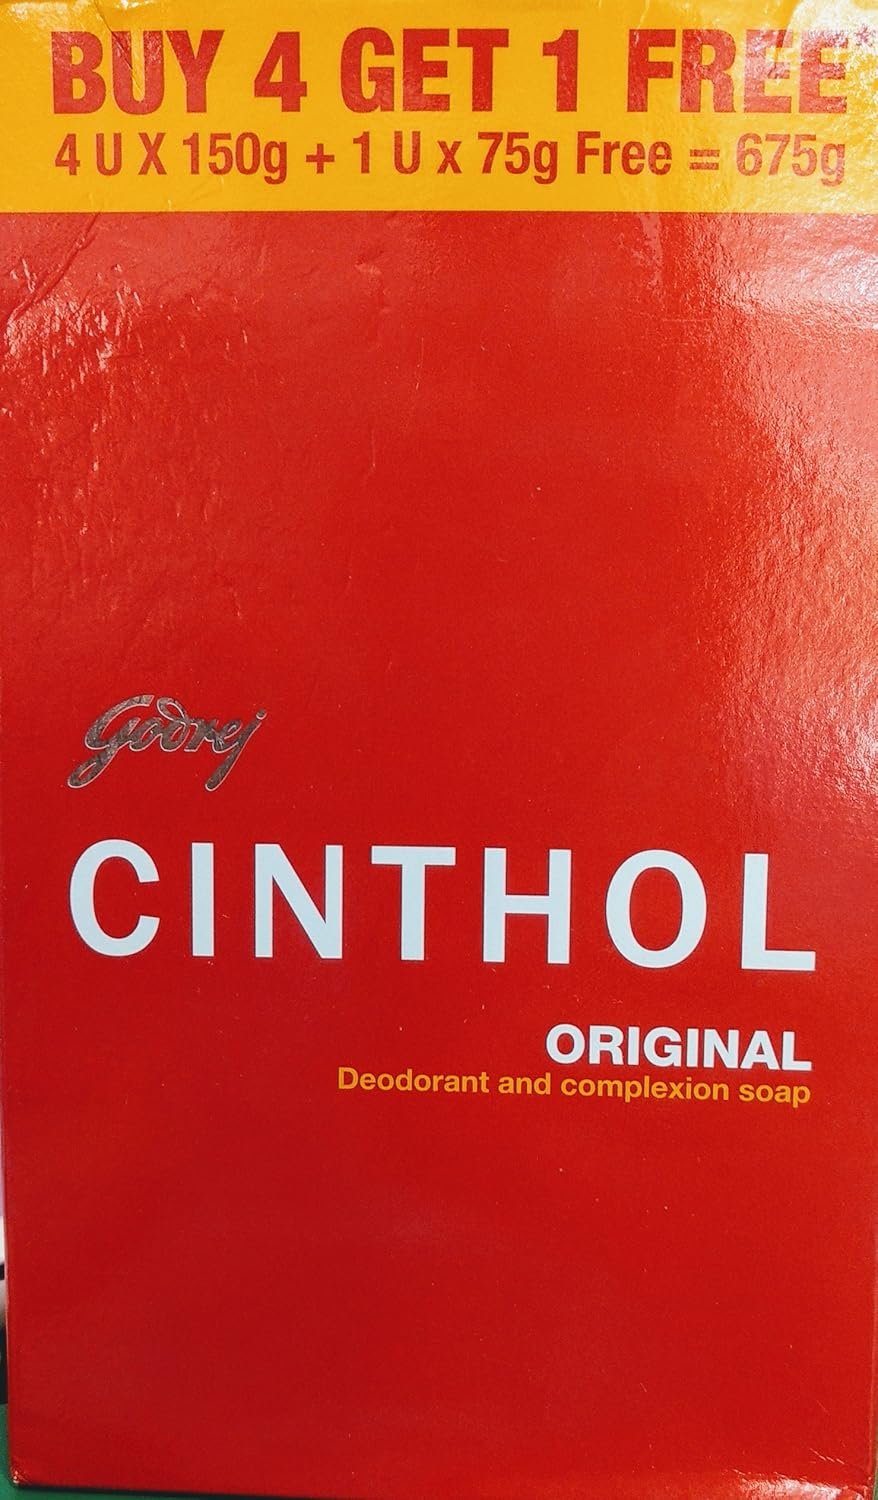 BUY 4 GET 1 FREE*
4 U X 150g + 1 U x 75g Free = 675g
Godrej
CINTHOL
ORIGINAL
Deodorant and complexion soap